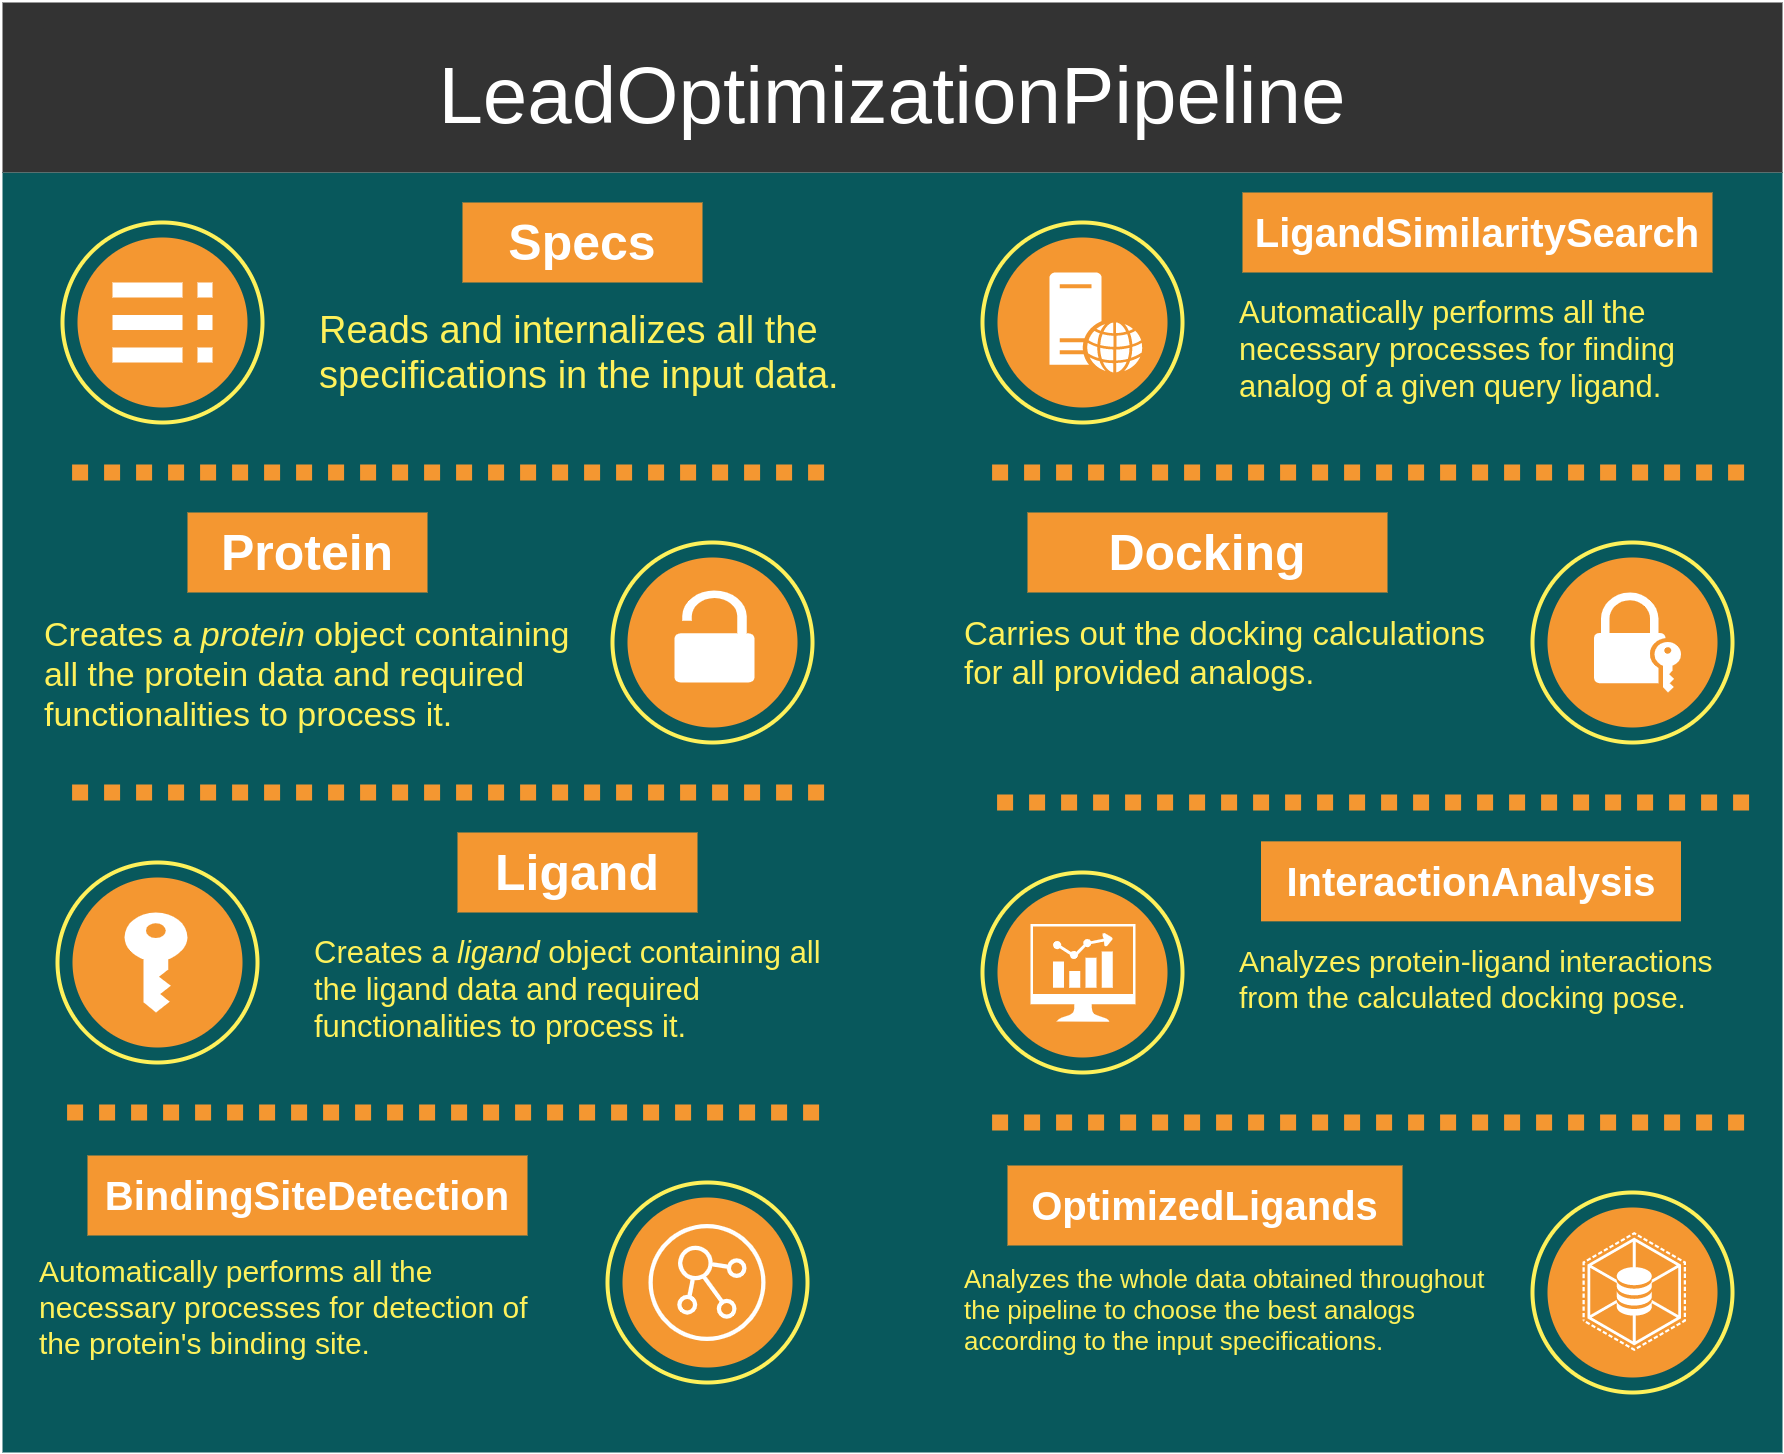 LeadOptimizationPipeline
Specs
Reads and internalizes all the
specifications in the input data.
Protein
Creates a protein object containing
all the protein data and required
functionalities to process it.
Ligand
Creates a ligand object containing all
the ligand data and required
functionalities to process it.
BindingSiteDetection
Automatically performs all the
necessary processes for detection of
the protein's binding site.
LigandSimilaritySearch
Automatically performs all the
necessary processes for finding
analog of a given query ligand.
Docking
Carries out the docking calculations
for all provided analogs.
InteractionAnalysis
Analyzes protein-ligand interactions
from the calculated docking pose.
OptimizedLigands
Analyzes the whole data obtained throughout
the pipeline to choose the best analogs
according to the input specifications.